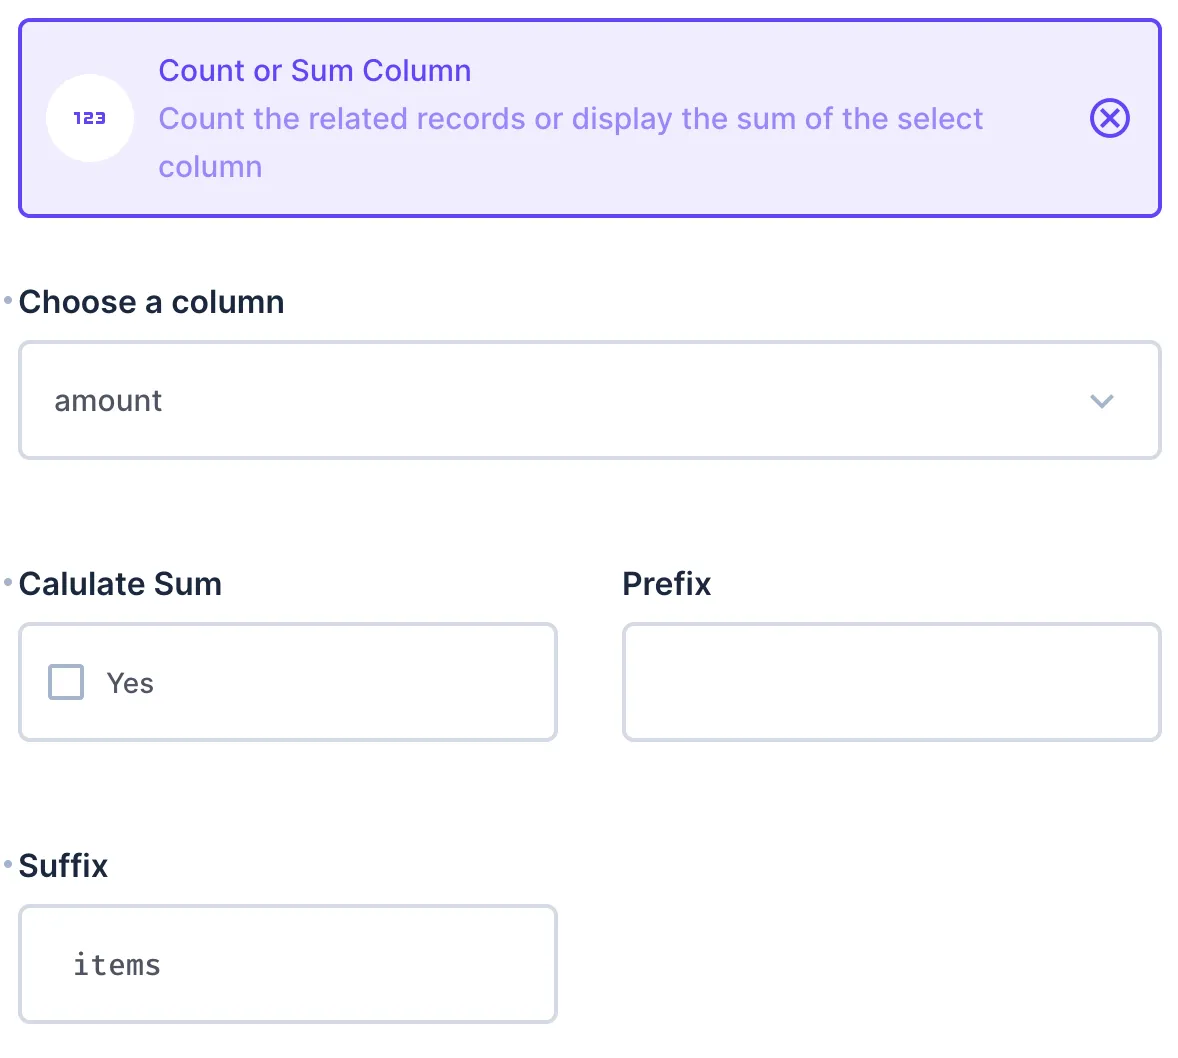 Count or Sum Column
123
Count the related records or display the sum of the select
column
Choose a column
amount
Calulate Sum
Prefix
Yes
Suffix
items